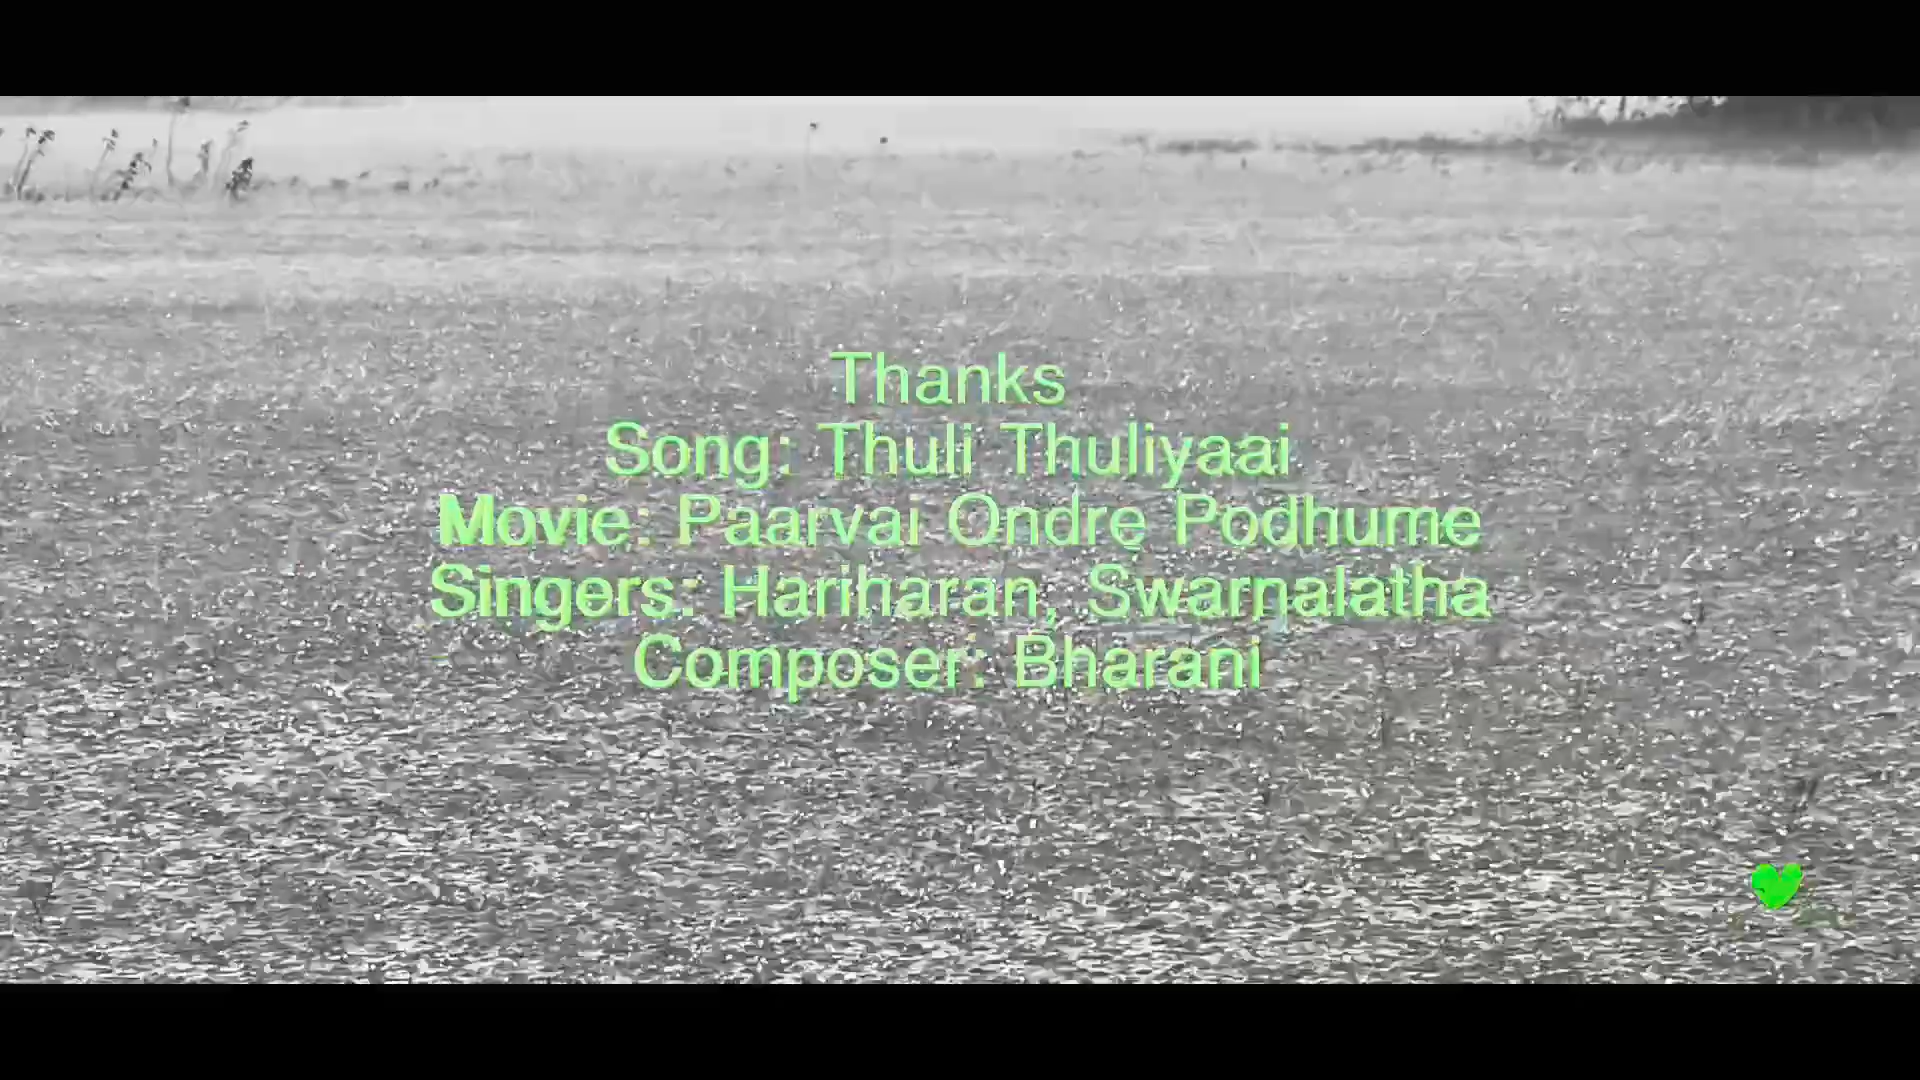 Thanks
Song: Thuli Thuliyaai
Movie: Paarvai Ondre Podhume
Singers: Hariharan, Swarnalatha
Composer: Bharani